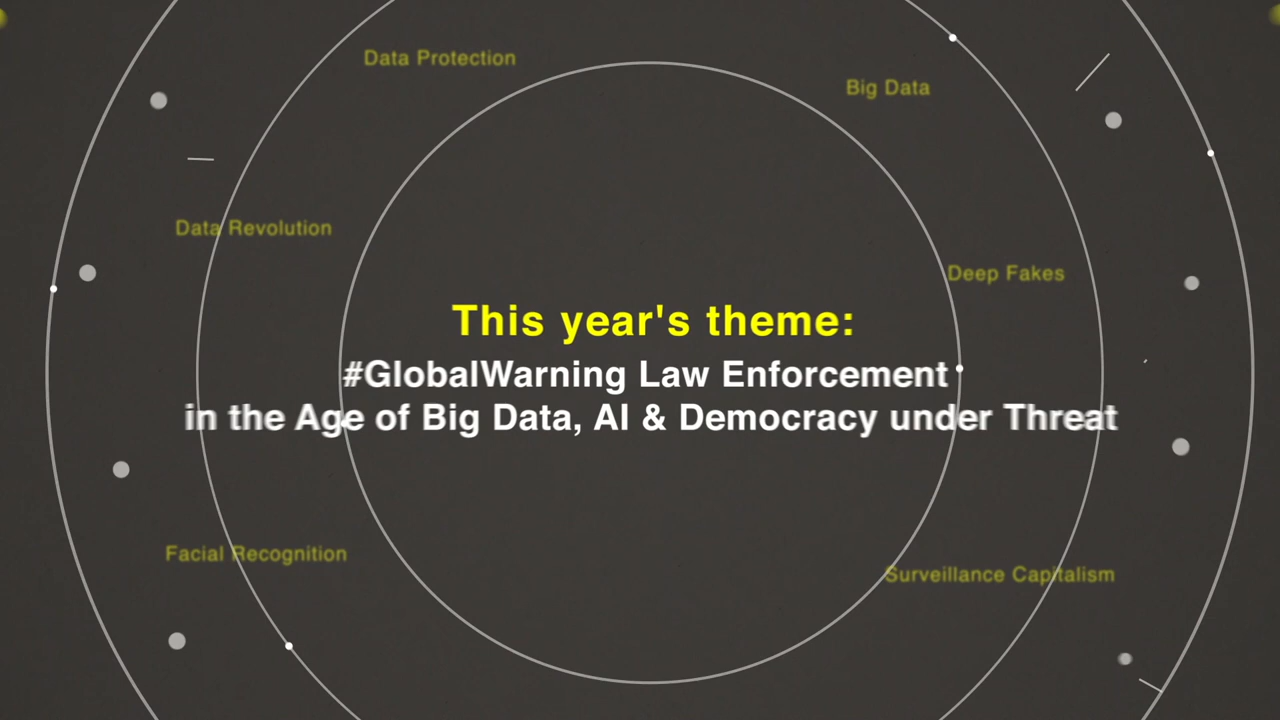 Data Protection
Big Data
Data Revolution
Deep Fakes
This year's theme:
#GlobalWarning Law Enforcement
in the Age of Big Data, AI & Democracy under Threat
Facial Recognition
Surveillance Capitalism